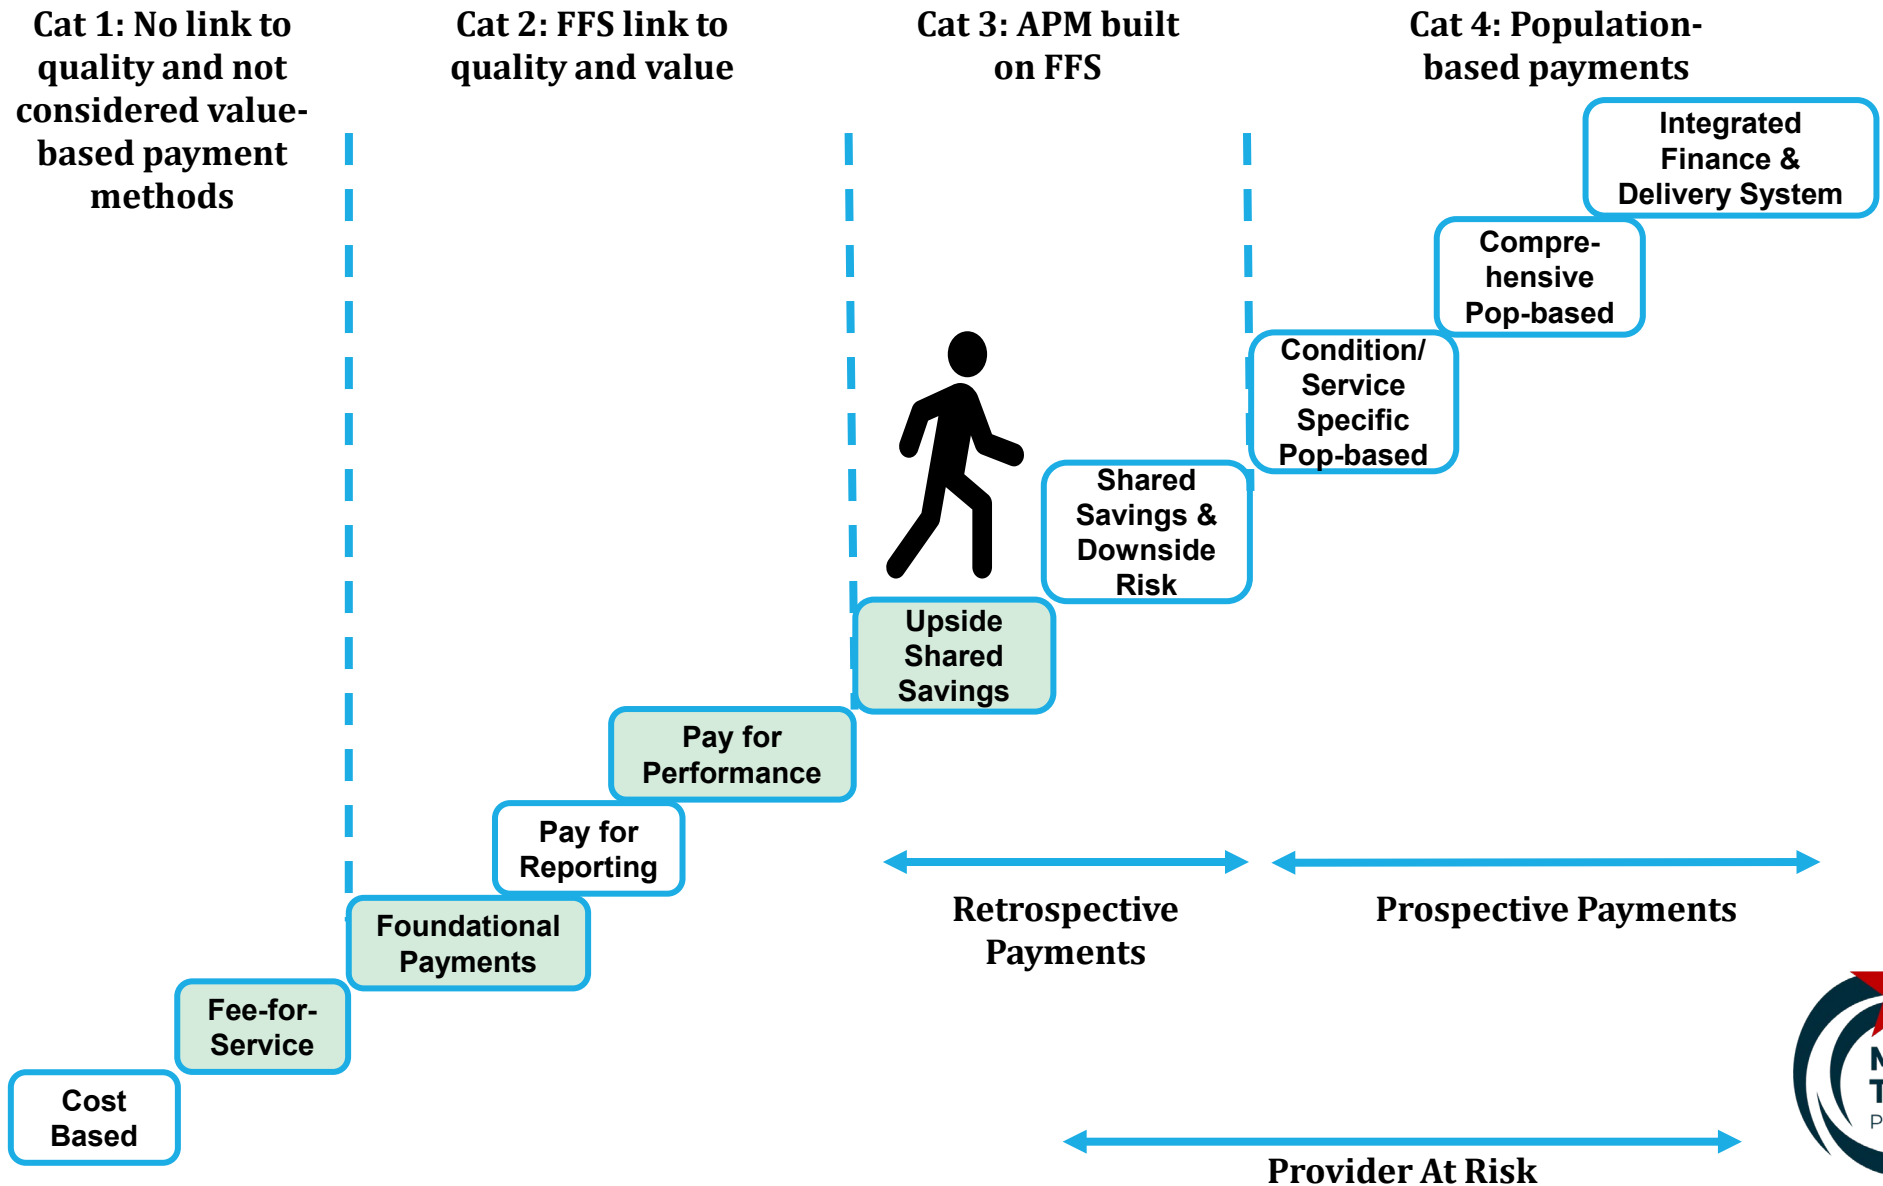 Cat 1: No link to
quality and not
considered value-
based payment
methods
Cat 2: FFS link to
quality and value
Cat 3: APM built
on FFS
Cat 4: Population-
based payments
Integrated
Finance &
Delivery System
Compre-
hensive
Pop-based
Condition/
Service
Specific
Pop-based
Shared
Savings &
Downside
Risk
Upside
Shared
Savings
Pay for
Performance
Pay for
Reporting
Foundational
Payments
Fee-for-
Service
Cost
Based
Retrospective
Payments
Prospective Payments
Provider At Risk